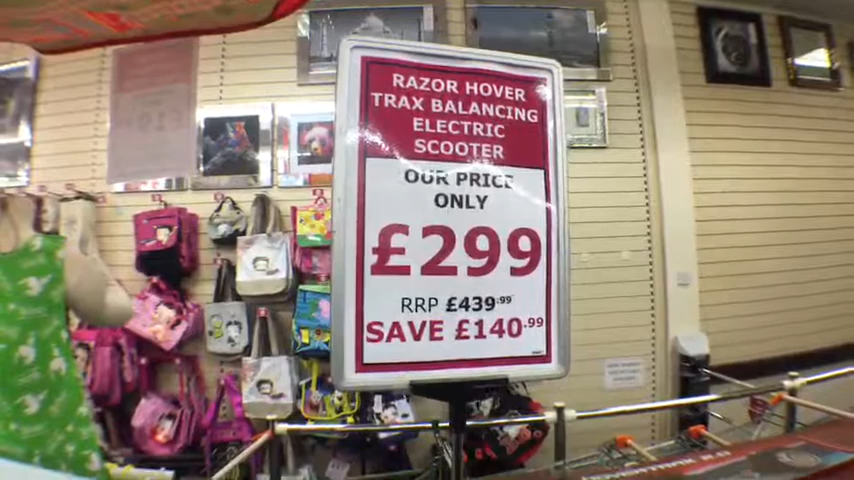 RAZOR HOVER
TRAX BALANCING
ELECTRIC
SCOOTER
OUR PRICE
ONLY
£299
RRP £439.99
SAVE £140.99